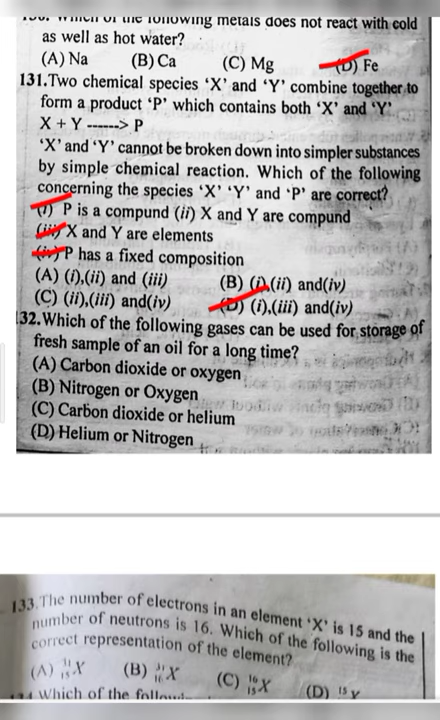 of the following metals does not react with cold
as well as hot water?
(A) Na (B) Ca (C) Mg (D) Fe
131.Two chemical species 'X' and 'Y' combine together to
form a product 'P' which contains both 'X' and 'Y'
X + Y ------> P
'X' and 'Y' cannot be broken down into simpler substances
by simple chemical reaction. Which of the following
concerning the species 'X' 'Y' and 'P' are correct?
(i) P is a compund (ii) X and Y are compund
(iii) X and Y are elements
(iv) P has a fixed composition
(A) (i),(ii) and (iii) (B) (i),(ii) and(iv)
(C) (ii),(iii) and(iv) (D) (i),(iii) and(iv)
132.Which of the following gases can be used for storage of
fresh sample of an oil for a long time?
(A) Carbon dioxide or oxygen
(B) Nitrogen or Oxygen
(C) Carbon dioxide or helium
(D) Helium or Nitrogen
133.The number of electrons in an element 'X' is 15 and the
number of neutrons is 16. Which of the following is the
correct representation of the element?
(A) ³¹₁₅X (B) ³¹₁₆X (C) ¹⁶₁₅X (D) ¹⁵
Which of the